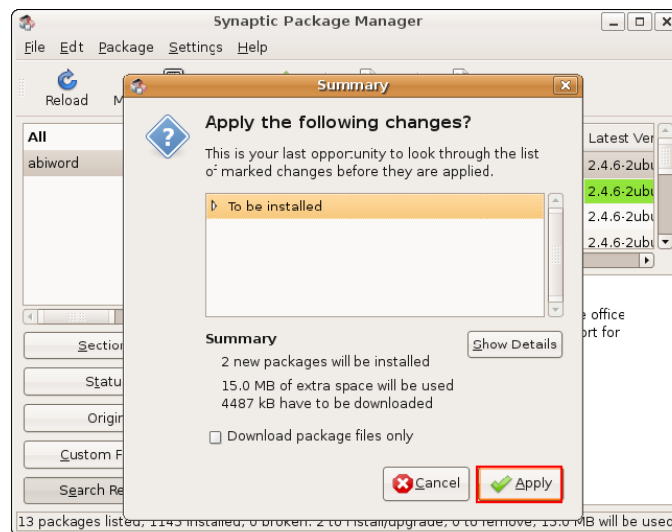 Synaptic Package Manager
File Edt Package Settings Help
Reload
All
abiword
Latest Ver
2.4.6-2ubu
2.4.6-2ubu
2.4.6-2ubu
2.4.6-2ubu
Summary
Apply the following changes?
This is your last opportunity to look through the list
of marked changes before they are applied.
To be installed
Summary
Show Details
2 new packages will be installed
15.0 MB of extra space will be used
4487 kB have to be downloaded
Download package files only
Cancel
Apply
office
ort for
Section
Statu
Origin
Custom F
Search Re
13 packages listed, 1143 installed, 0 broken. 2 to install/upgrade, 0 to remove, 15.0 MB will be used